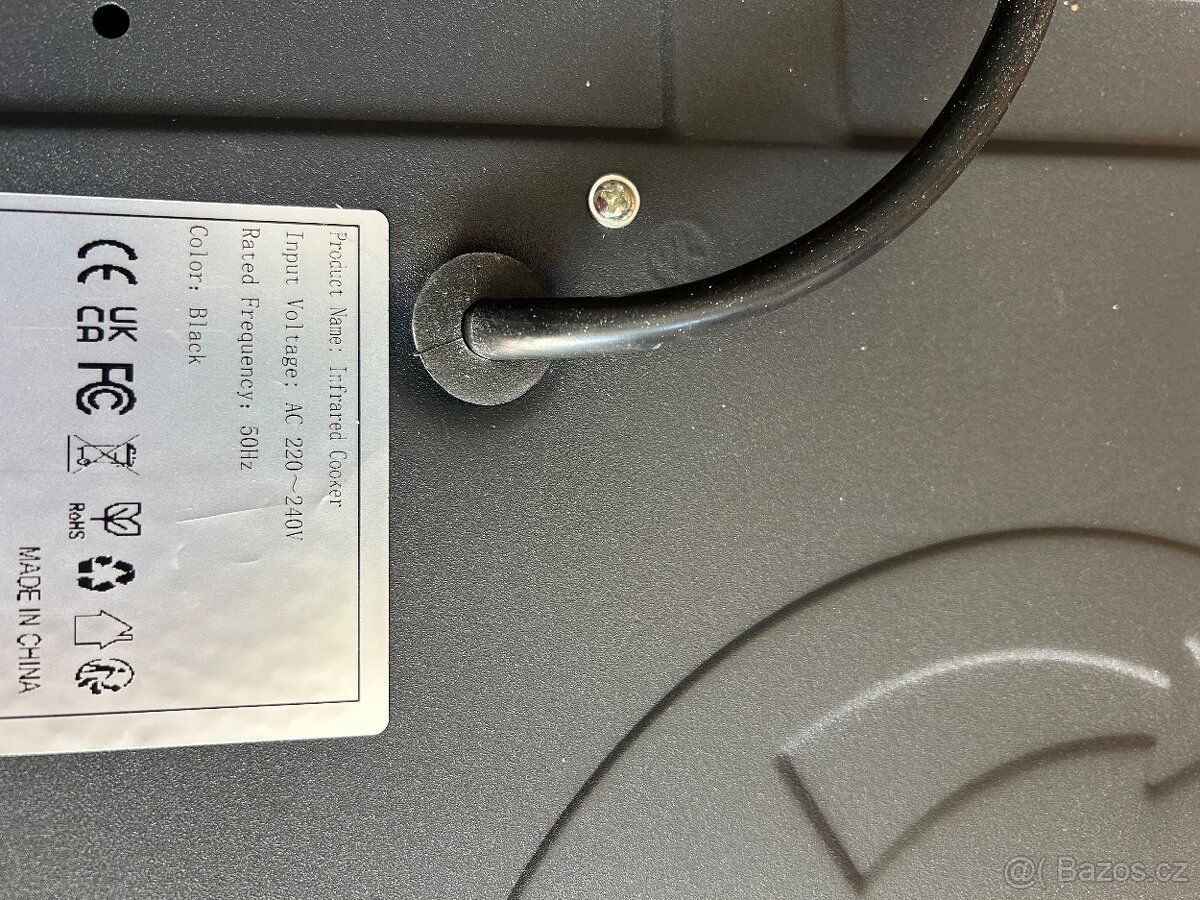 Product Name: Infrared Cooker
Input Voltage: AC 220～240V
Rated Frequency: 50Hz
Color: Black
CE UK CA FC
RoHS
MADE IN CHINA
@( Bazos.cz